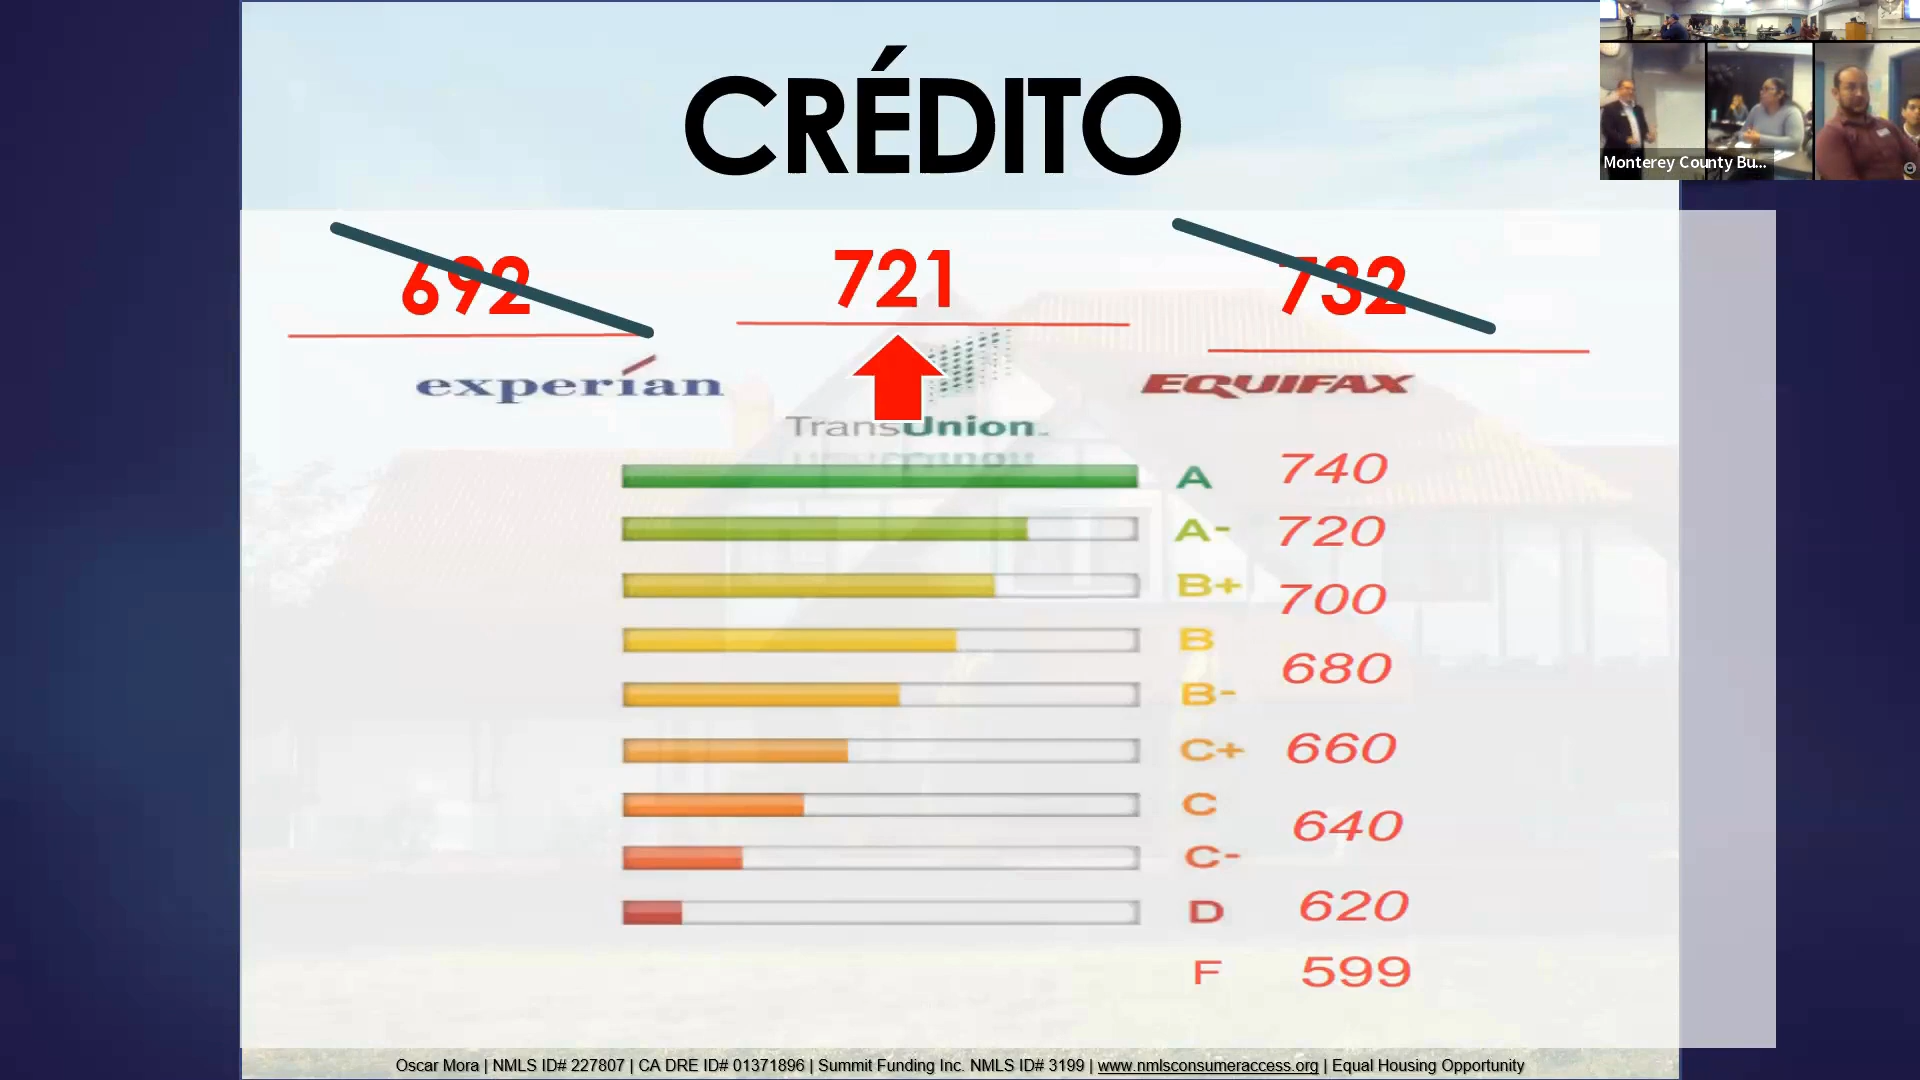 CRÉDITO
Monterey County Bu...
692
721
732
experian
TransUnion
EQUIFAX
A 740
A- 720
B+ 700
B
680
B-
C+ 660
C
640
C-
D 620
F 599
Oscar Mora | NMLS ID# 227807 | CA DRE ID# 01371896 | Summit Funding Inc. NMLS ID# 3199 | www.nmlsconsumeraccess.org | Equal Housing Opportunity